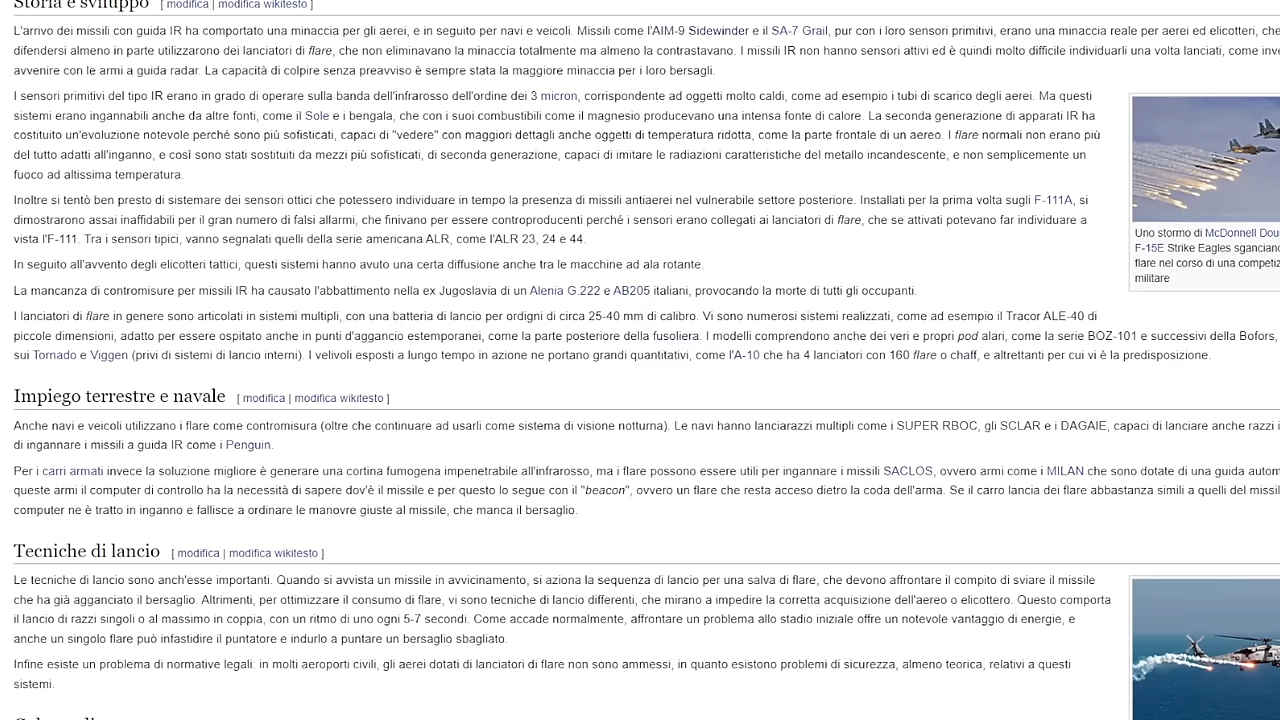 Storia e sviluppo [ modifica | modifica wikitesto ]
L'arrivo dei missili con guida IR ha comportato una minaccia per gli aerei, e in seguito per navi e veicoli. Missili come l'AIM-9 Sidewinder e il SA-7 Grail, pur con i loro sensori primitivi, erano una minaccia reale per aerei ed elicotteri, che
difendersi almeno in parte utilizzarono dei lanciatori di flare, che non eliminavano la minaccia totalmente ma almeno la contrastavano. I missili IR non hanno sensori attivi ed è quindi molto difficile individuarli una volta lanciati, come
avvenire con le armi a guida radar. La capacità di colpire senza preavviso è sempre stata la maggiore minaccia per i loro bersagli.
I sensori primitivi del tipo IR erano in grado di operare sulla banda dell'infrarosso dell'ordine dei 3 micron, corrispondente ad oggetti molto caldi, come ad esempio i tubi di scarico degli aerei. Ma questi
sistemi erano ingannabili anche da altre fonti, come il Sole e i bengala, che con i suoi combustibili come il magnesio producevano una intensa fonte di calore. La seconda generazione di apparati IR ha
costituito un'evoluzione notevole perché sono più sofisticati, capaci di "vedere" con maggiori dettagli anche oggetti di temperatura ridotta, come la parte frontale di un aereo. I flare normali non erano più
del tutto adatti all'inganno, e così sono stati sostituiti da mezzi più sofisticati, di seconda generazione, capaci di imitare le radiazioni caratteristiche del metallo incandescente, e non semplicemente un
fuoco ad altissima temperatura.
Inoltre si tentò ben presto di sistemare dei sensori ottici che potessero individuare in tempo la presenza di missili antiaerei nel vulnerabile settore posteriore. Installati per la prima volta sugli F-111A, si
dimostrarono assai inaffidabili per il gran numero di falsi allarmi, che finivano per essere controproducenti perché i sensori erano collegati ai lanciatori di flare, che se attivati potevano far individuare a
vista l'F-111. Tra i sensori tipici, vanno segnalati quelli della serie americana ALR, come l'ALR 23, 24 e 44.
In seguito all'avvento degli elicotteri tattici, questi sistemi hanno avuto una certa diffusione anche tra le macchine ad ala rotante.
La mancanza di contromisure per missili IR ha causato l'abbattimento nella ex Jugoslavia di un Alenia G.222 e AB205 italiani, provocando la morte di tutti gli occupanti.
I lanciatori di flare in genere sono articolati in sistemi multipli, con una batteria di lancio per ordigni di circa 25-40 mm di calibro. Vi sono numerosi sistemi realizzati, come ad esempio il Tracor ALE-40 di
piccole dimensioni, adatto per essere ospitato anche in punti d'aggancio estemporanei, come la parte posteriore della fusoliera. I modelli comprendono anche dei veri e propri pod alari, come la serie BOZ-101 e successivi della Bofors,
sui Tornado e Viggen (privi di sistemi di lancio interni). I velivoli esposti a lungo tempo in azione ne portano grandi quantitativi, come l'A-10 che ha 4 lanciatori con 160 flare o chaff, e altrettanti per cui vi è la predisposizione.
Uno stormo di McDonnell
F-15E Strike Eagles
flare nel corso di una
militare
Impiego terrestre e navale [ modifica | modifica wikitesto ]
Anche navi e veicoli utilizzano i flare come contromisura (oltre che continuare ad usarli come sistema di visione notturna). Le navi hanno lanciarazzi multipli come i SUPER RBOC, gli SCLAR e i DAGAIE, capaci di lanciare anche razzi
di ingannare i missili a guida IR come i Penguin.
Per i carri armati invece la soluzione migliore è generare una cortina fumogena impenetrabile all'infrarosso, ma i flare possono essere utili per ingannare i missili SACLOS, ovvero armi come i MILAN che sono dotate di una guida
queste armi il computer di controllo ha la necessità di sapere dov'è il missile e per questo lo segue con il "beacon", ovvero un flare che resta acceso dietro la coda dell'arma. Se il carro lancia dei flare abbastanza simili a quelli del
computer ne è tratto in inganno e fallisce a ordinare le manovre giuste al missile, che manca il bersaglio.
Tecniche di lancio [ modifica | modifica wikitesto ]
Le tecniche di lancio sono anch'esse importanti. Quando si avvista un missile in avvicinamento, si aziona la sequenza di lancio per una salva di flare, che devono affrontare il compito di sviare il missile
che ha già agganciato il bersaglio. Altrimenti, per ottimizzare il consumo di flare, vi sono tecniche di lancio differenti, che mirano a impedire la corretta acquisizione dell'aereo o elicottero. Questo comporta
il lancio di razzi singoli o al massimo in coppia, con un ritmo di uno ogni 5-7 secondi. Come accade normalmente, affrontare un problema allo stadio iniziale offre un notevole vantaggio di energie, e
anche un singolo flare può infastidire il puntatore e indurlo a puntare un bersaglio sbagliato.
Infine esiste un problema di normative legali: in molti aeroporti civili, gli aerei dotati di lanciatori di flare non sono ammessi, in quanto esistono problemi di sicurezza, almeno teorica, relativi a questi
sistemi.